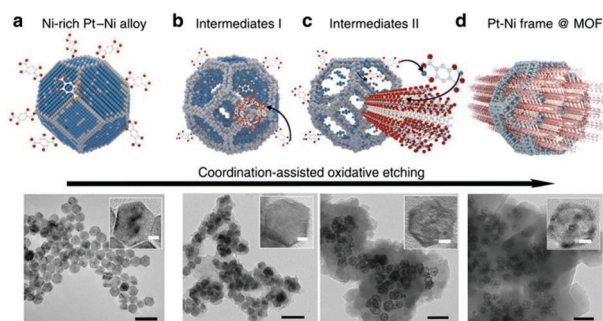 a Ni-rich Pt–Ni alloy
b Intermediates I
c Intermediates II
d Pt-Ni frame @ MOF
Coordination-assisted oxidative etching